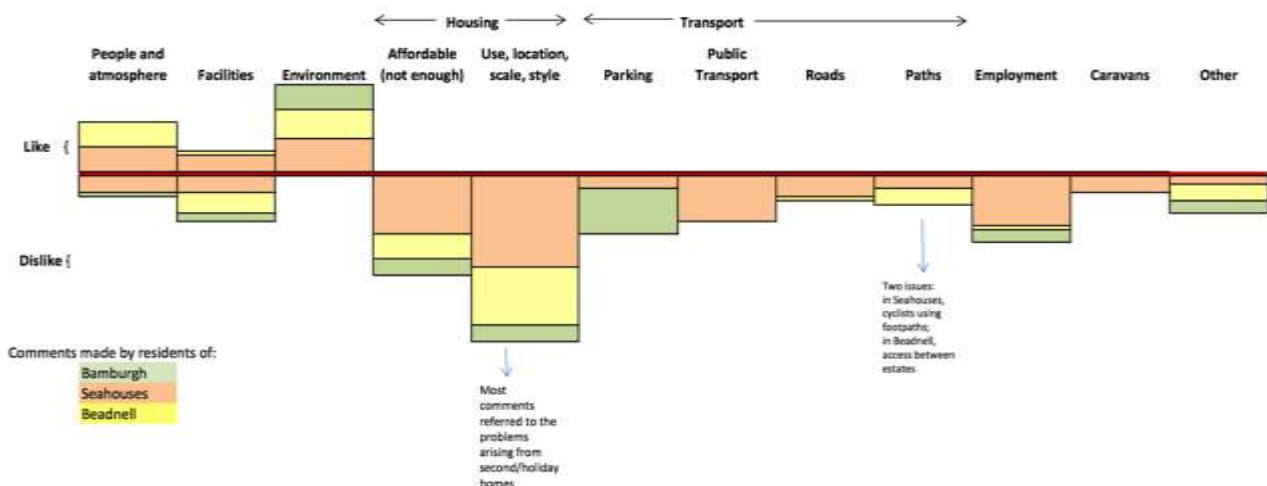 Housing
Transport
People and
atmosphere
Facilities
Environment
Affordable
(not enough)
Use, location,
scale, style
Parking
Public
Transport
Roads
Paths
Employment
Caravans
Other
Like {
Dislike {
Two issues:
in Seahouses,
cyclists using
footpaths;
in Beadnell,
access between
estates
Comments made by residents of:
Bamburgh
Seahouses
Beadnell
Most
comments
referred to the
problems
arising from
second/holiday
homes